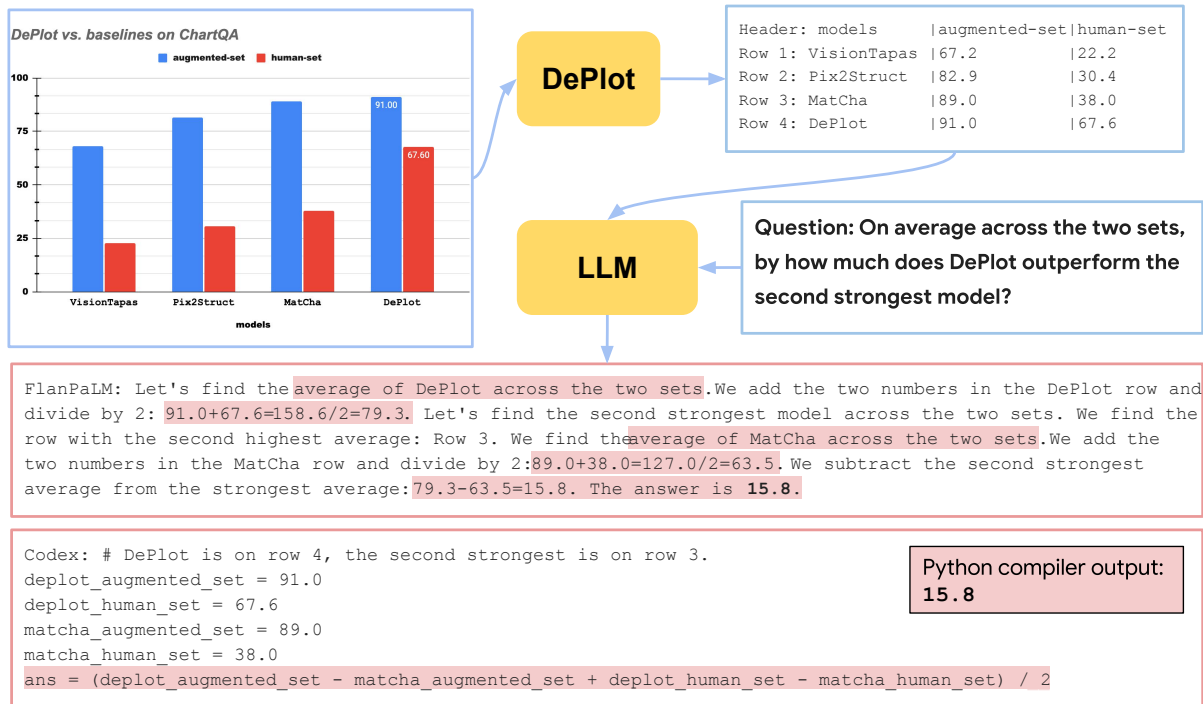 DePlot vs. baselines on ChartQA
augmented-set human-set
100
75
50
25
0
91.00
67.60
VisionTapas Pix2Struct MatCha DePlot
models
DePlot
Header: models |augmented-set|human-set
Row 1: VisionTapas |67.2 |22.2
Row 2: Pix2Struct |82.9 |30.4
Row 3: MatCha |89.0 |38.0
Row 4: DePlot |91.0 |67.6
LLM
Question: On average across the two sets,
by how much does DePlot outperform the
second strongest model?
FlanPaLM: Let's find the average of DePlot across the two sets.We add the two numbers in the DePlot row and
divide by 2: 91.0+67.6=158.6/2=79.3. Let's find the second strongest model across the two sets. We find the
row with the second highest average: Row 3. We find the average of MatCha across the two sets.We add the
two numbers in the MatCha row and divide by 2:89.0+38.0=127.0/2=63.5. We subtract the second strongest
average from the strongest average:79.3-63.5=15.8. The answer is 15.8.
Codex: # DePlot is on row 4, the second strongest is on row 3.
deplot_augmented_set = 91.0
deplot_human_set = 67.6
matcha_augmented_set = 89.0
matcha_human_set = 38.0
ans = (deplot_augmented_set - matcha_augmented_set + deplot_human_set - matcha_human_set) / 2
Python compiler output:
15.8